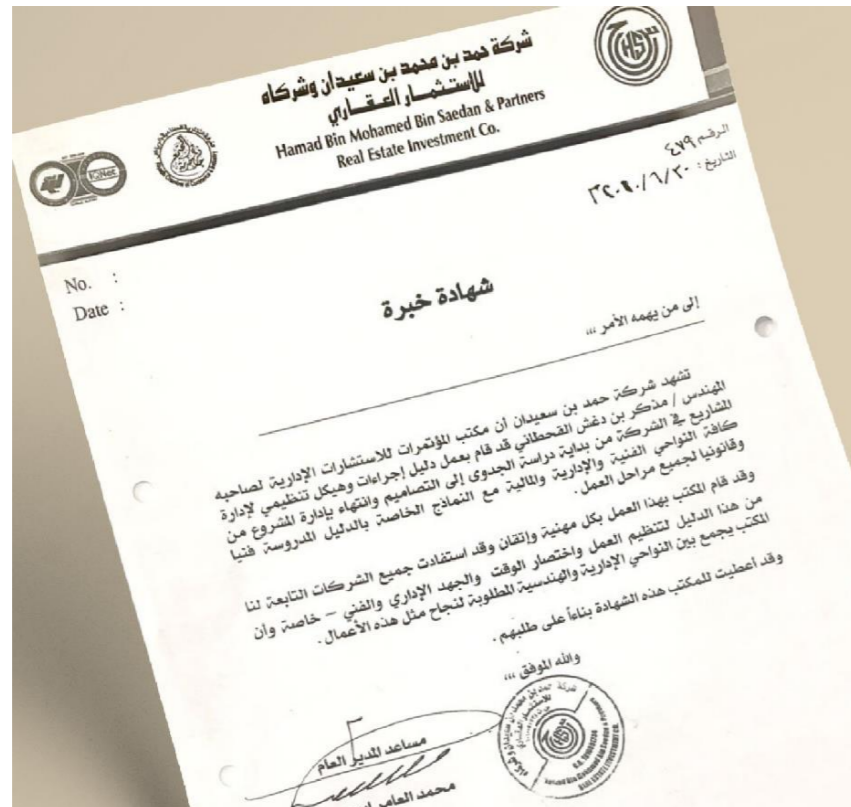 شركة حمد بن محمد بن سعيدان وشركاه
للاستثمـــار العقـــاري
Hamad Bin Mohamed Bin Saedan & Partners
Real Estate Investment Co.
HS
IQNet
الرقم ٤٧٩
التاريخ :
No. :
Date :
شهادة خبرة
إلى من يهمه الأمر ،،،
تشهد شركة حمد بن سعيدان أن مكتب المؤتمرات للاستشارات الإدارية لصاحبه
المهندس / مذكر بن دغش القحطاني قد قام بعمل دليل إجراءات وهيكل تنظيمي لإدارة
المشاريع في الشركة من بداية دراسة الجدوى إلى التصاميم وانتهاء بإدارة المشروع من
كافة النواحي الفنية والإدارية والمالية مع النماذج الخاصة بالدليل المدروسة فنيا
وقانونيا لجميع مراحل العمل .
وقد قام المكتب بهذا العمل بكل مهنية وإتقان وقد استفادت جميع الشركات التابعة لنا
من هذا الدليل لتنظيم العمل واختصار الوقت والجهد الإداري والفني – خاصة وأن
المكتب يجمع بين النواحي الإدارية والهندسية المطلوبة لنجاح مثل هذه الأعمال .
وقد أعطيت للمكتب هذه الشهادة بناءاً على طلبهم .
والله الموفق ،،،
مساعد المدير العام
محمد العامر